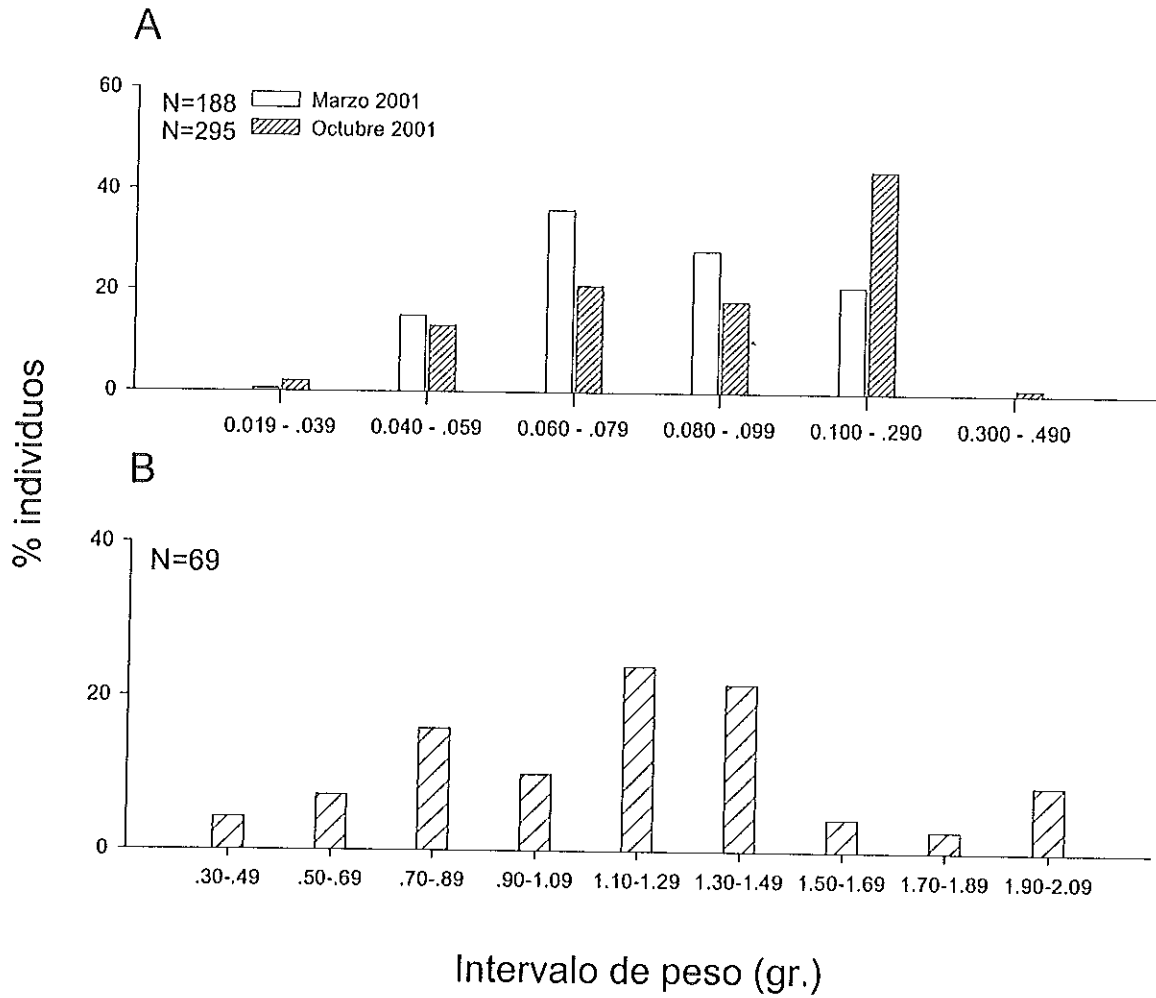 A
60
40
20
0
N=188 Marzo 2001
N=295 Octubre 2001
0.019 - .039 0.040 - .059 0.060 - .079 0.080 - .099 0.100 - .290 0.300 - .490
% individuos
B
40
20
0
N=69
.30-.49 .50-.69 .70-.89 .90-1.09 1.10-1.29 1.30-1.49 1.50-1.69 1.70-1.89 1.90-2.09
Intervalo de peso (gr.)